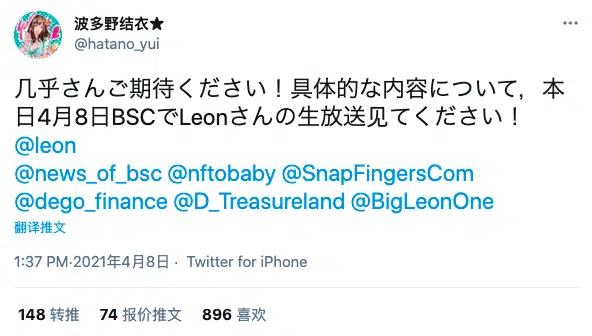 波多野结衣★
@hatano_yui
几乎さんご期待ください！具体的な内容について，本
日4月8日BSCでLeonさんの生放送见てください！
@leon
@news_of_bsc @nftobaby @SnapFingersCom
@dego_finance @D_Treasureland @BigLeonOne
翻译推文
1:37 PM·2021年4月8日 · Twitter for iPhone
148 转推 74 报价推文 896 喜欢